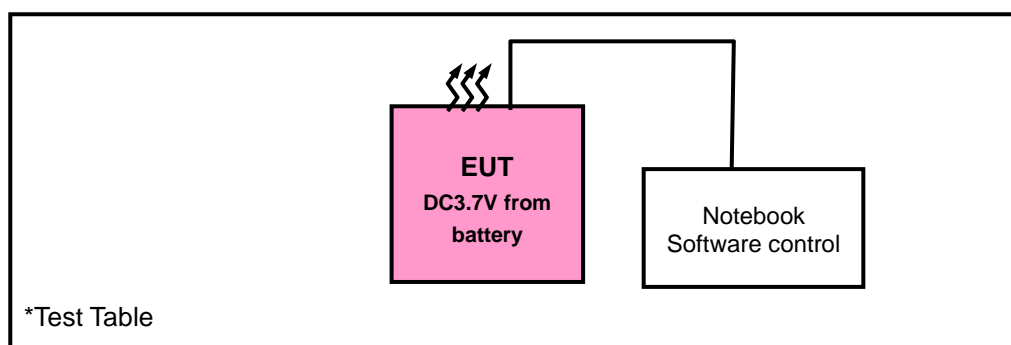 EUT
DC3.7V from
battery
Notebook
Software control
*Test Table